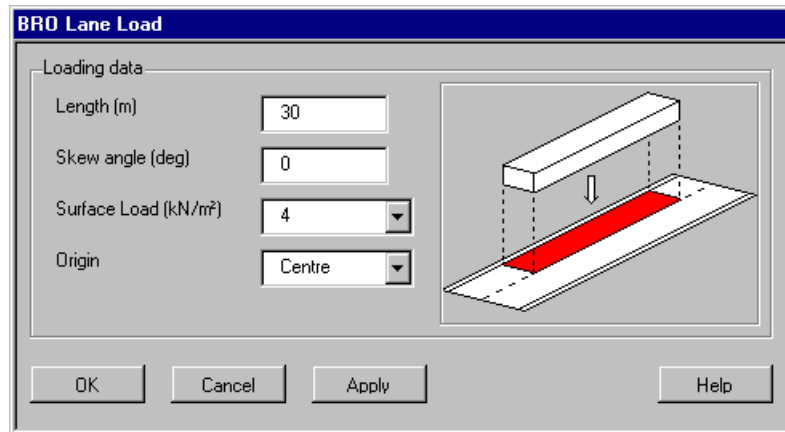 BRO Lane Load
Loading data
Length (m) 30
Skew angle (deg) 0
Surface Load (kN/m²) 4
Origin Centre
OK Cancel Apply Help